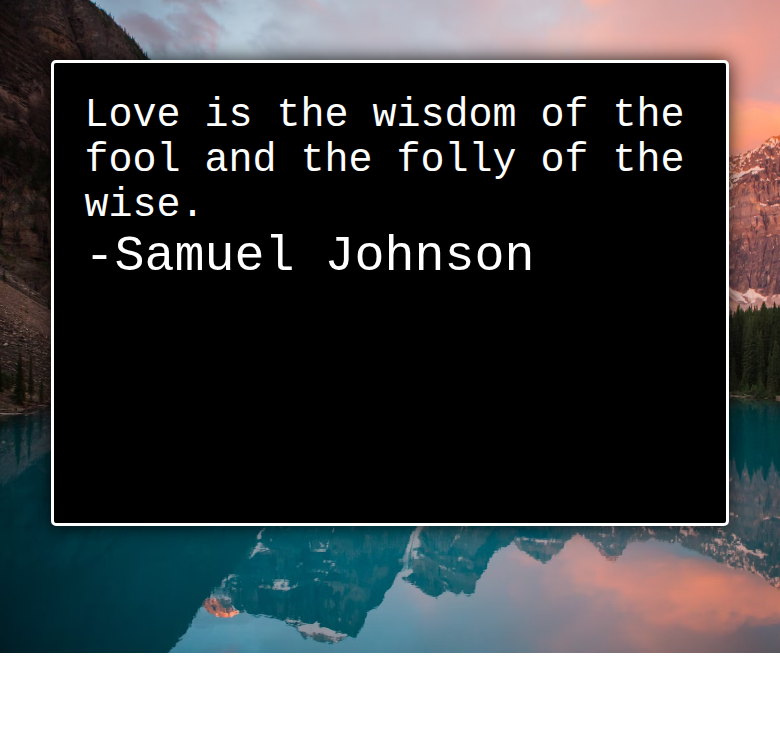 Love is the wisdom of the
fool and the folly of the
wise.
-Samuel Johnson